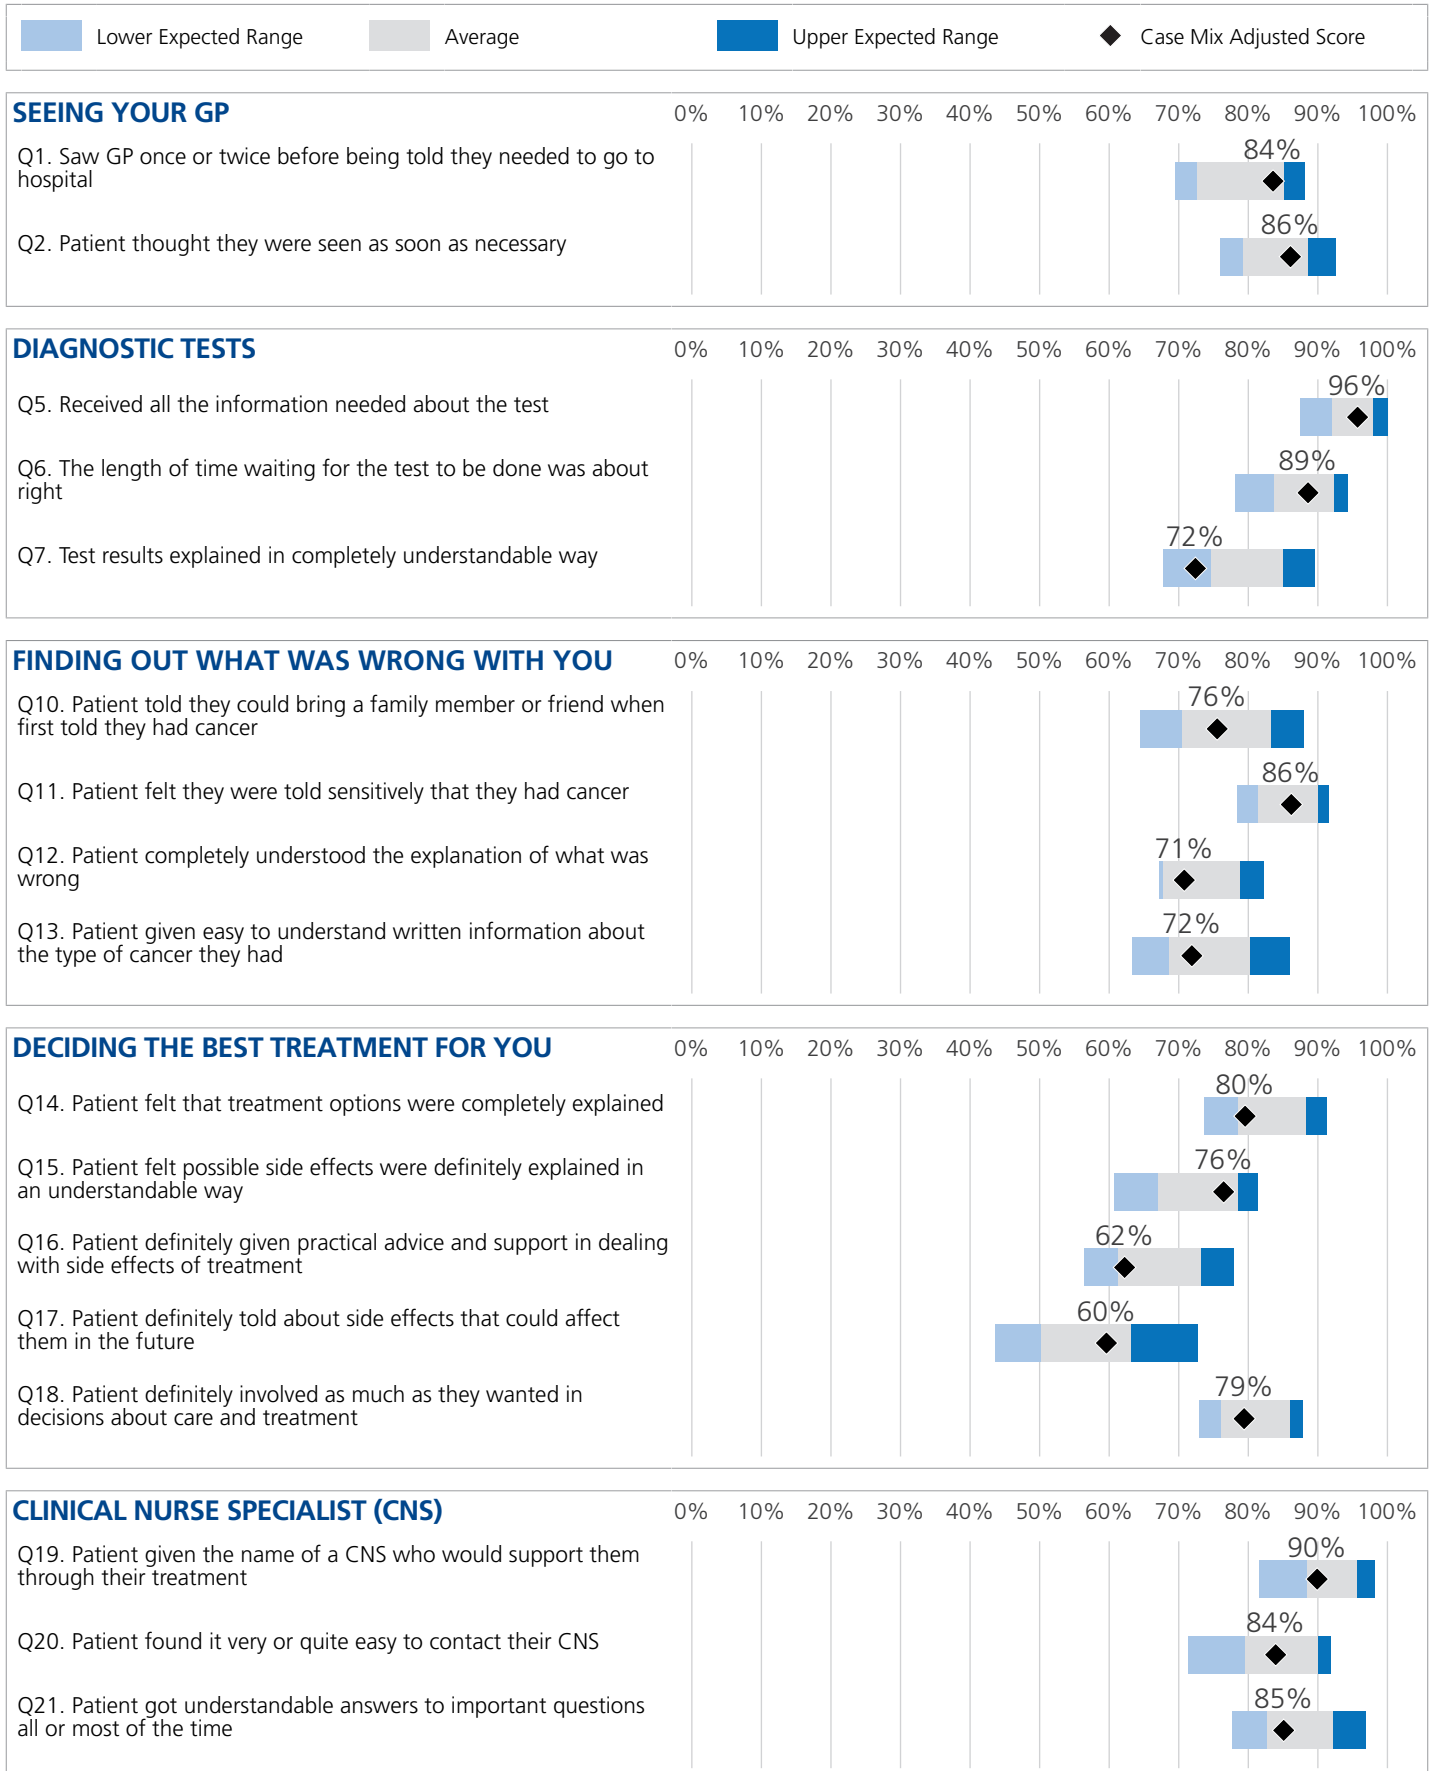 Lower Expected Range Average Upper Expected Range Case Mix Adjusted Score
SEEING YOUR GP 0% 10% 20% 30% 40% 50% 60% 70% 80% 90% 100%
Q1. Saw GP once or twice before being told they needed to go to
hospital
84%
Q2. Patient thought they were seen as soon as necessary
86%
DIAGNOSTIC TESTS 0% 10% 20% 30% 40% 50% 60% 70% 80% 90% 100%
Q5. Received all the information needed about the test
96%
Q6. The length of time waiting for the test to be done was about
right
89%
Q7. Test results explained in completely understandable way
72%
FINDING OUT WHAT WAS WRONG WITH YOU 0% 10% 20% 30% 40% 50% 60% 70% 80% 90% 100%
Q10. Patient told they could bring a family member or friend when
first told they had cancer
76%
Q11. Patient felt they were told sensitively that they had cancer
86%
Q12. Patient completely understood the explanation of what was
wrong
71%
Q13. Patient given easy to understand written information about
the type of cancer they had
72%
DECIDING THE BEST TREATMENT FOR YOU 0% 10% 20% 30% 40% 50% 60% 70% 80% 90% 100%
Q14. Patient felt that treatment options were completely explained
80%
Q15. Patient felt possible side effects were definitely explained in
an understandable way
76%
Q16. Patient definitely given practical advice and support in dealing
with side effects of treatment
62%
Q17. Patient definitely told about side effects that could affect
them in the future
60%
Q18. Patient definitely involved as much as they wanted in
decisions about care and treatment
79%
CLINICAL NURSE SPECIALIST (CNS) 0% 10% 20% 30% 40% 50% 60% 70% 80% 90% 100%
Q19. Patient given the name of a CNS who would support them
through their treatment
90%
Q20. Patient found it very or quite easy to contact their CNS
84%
Q21. Patient got understandable answers to important questions
all or most of the time
85%